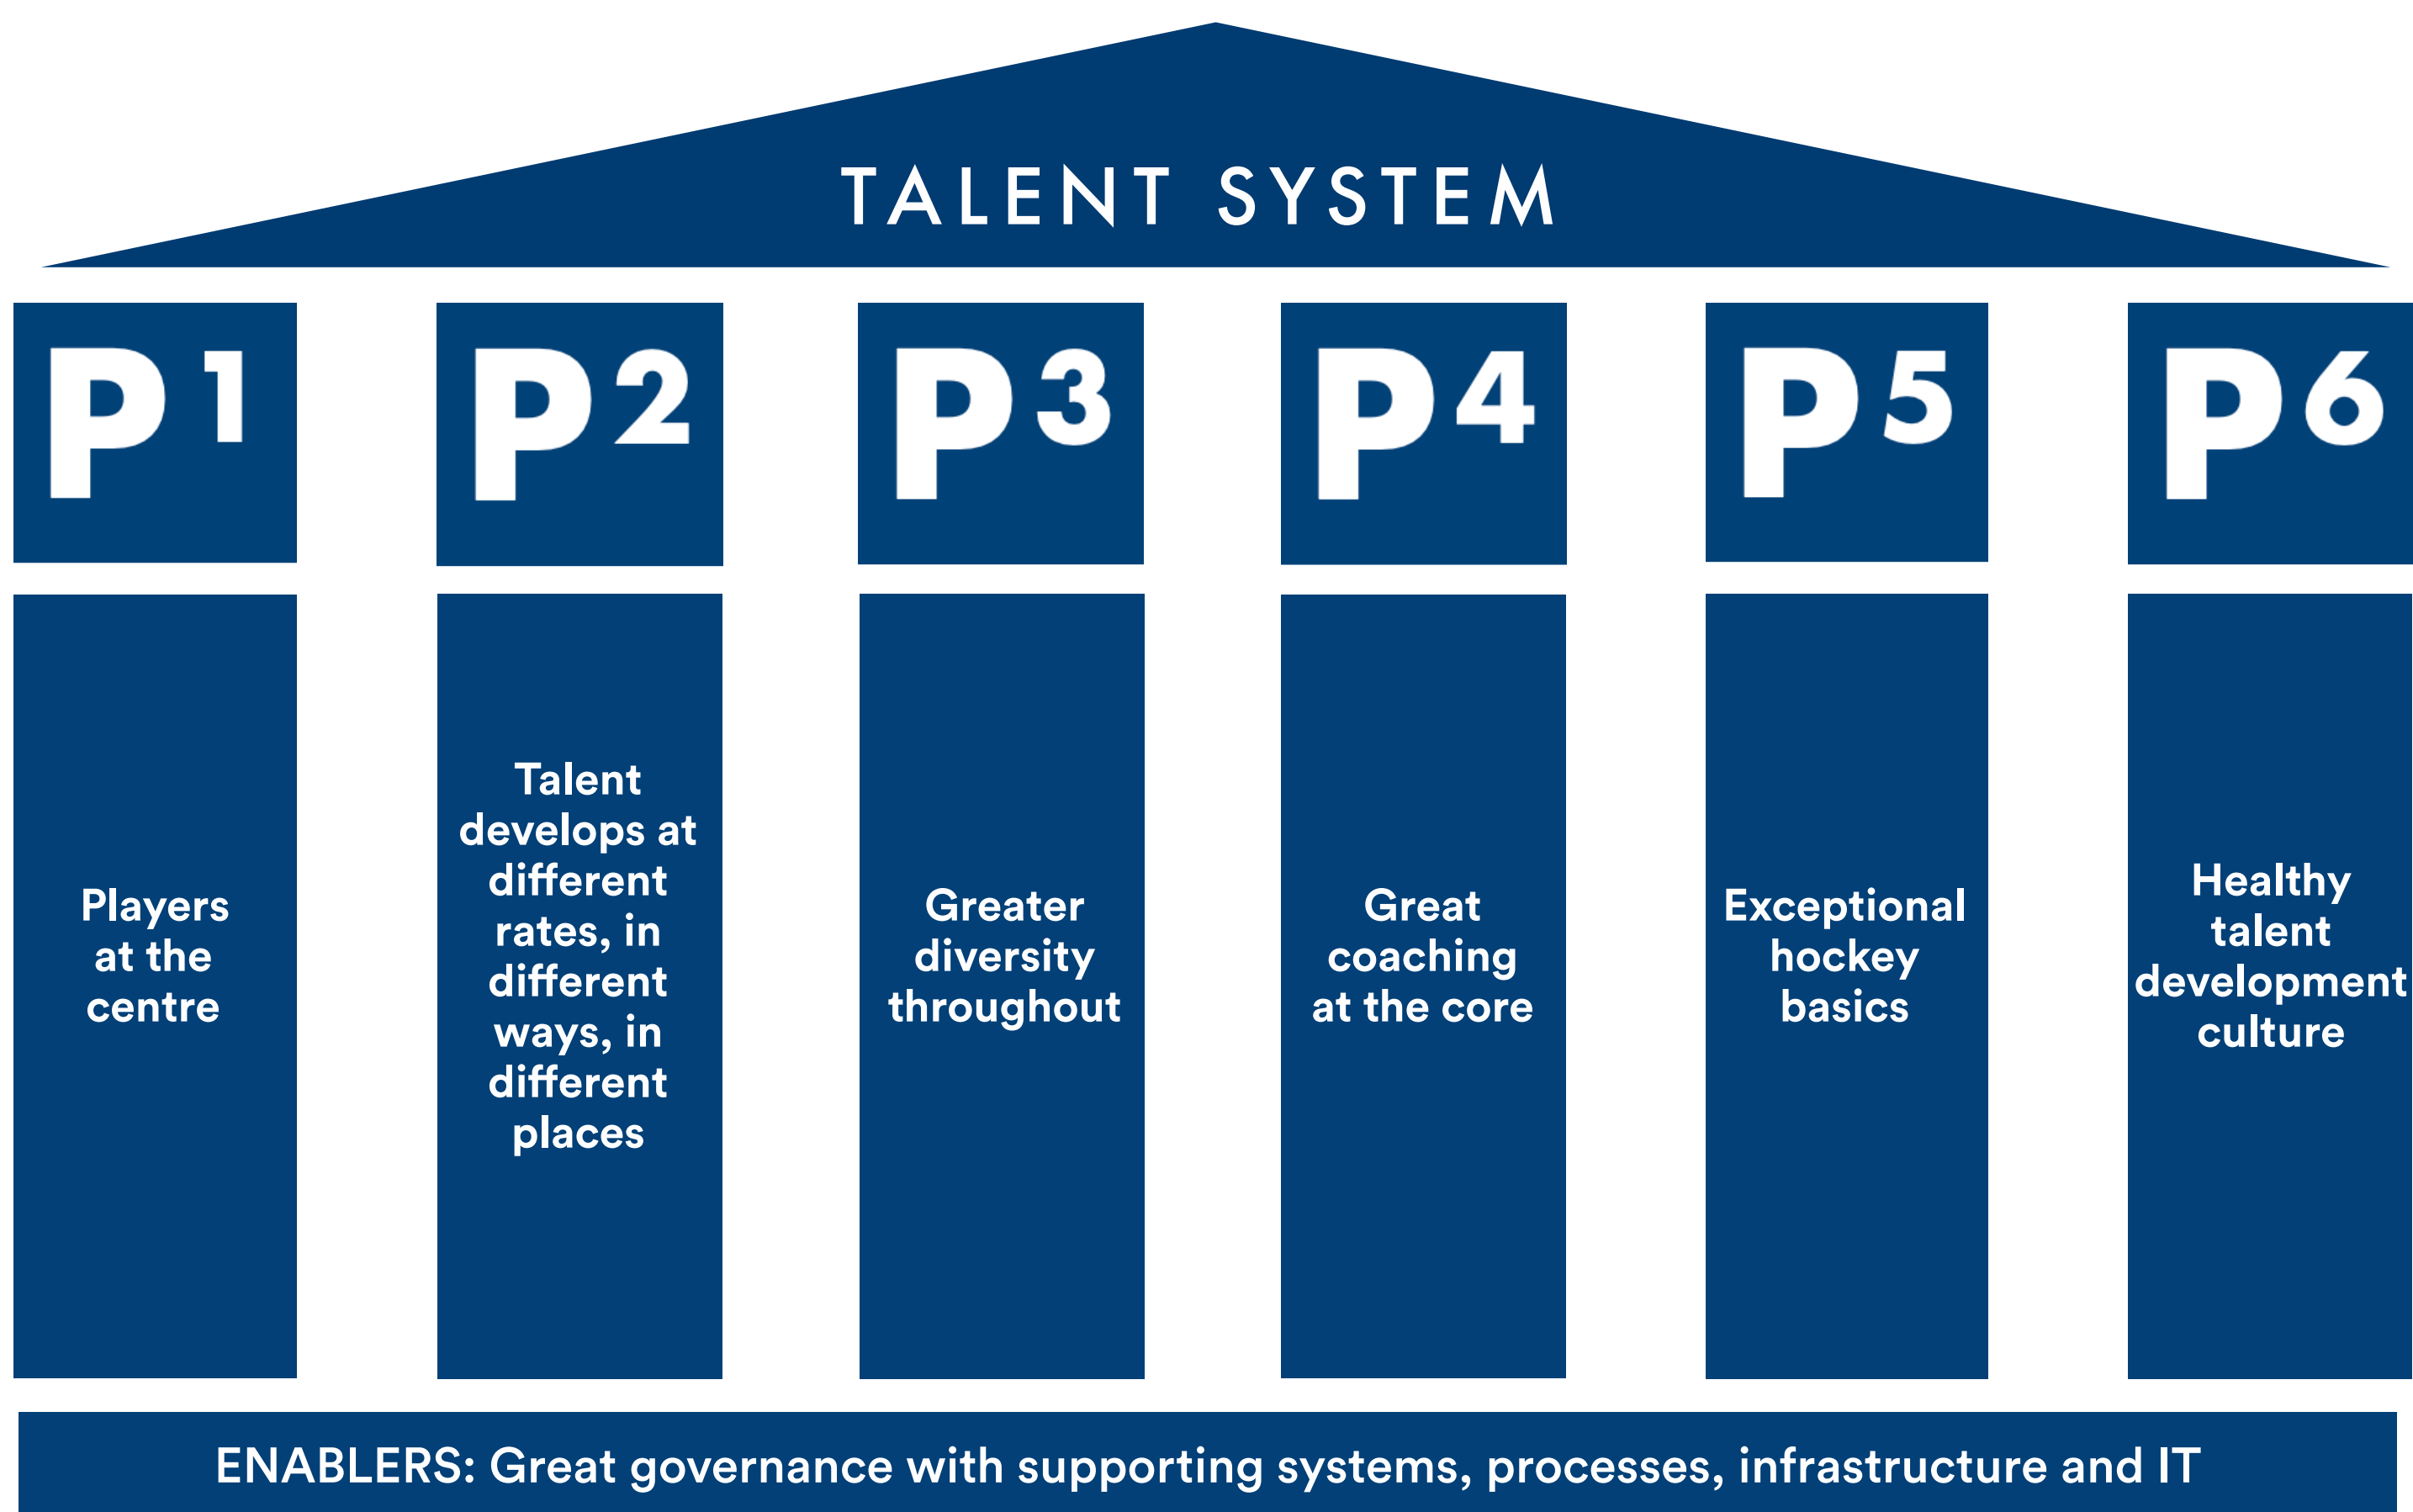 TALENT SYSTEM
P1
P2
P3
P4
P5
P6
Players
at the
centre
Talent
develops at
different
rates, in
different
ways, in
different
places
Greater
diversity
throughout
Great
coaching
at the core
Exceptional
hockey
basics
Healthy
talent
development
culture
ENABLERS: Great governance with supporting systems, processes, infrastructure and IT